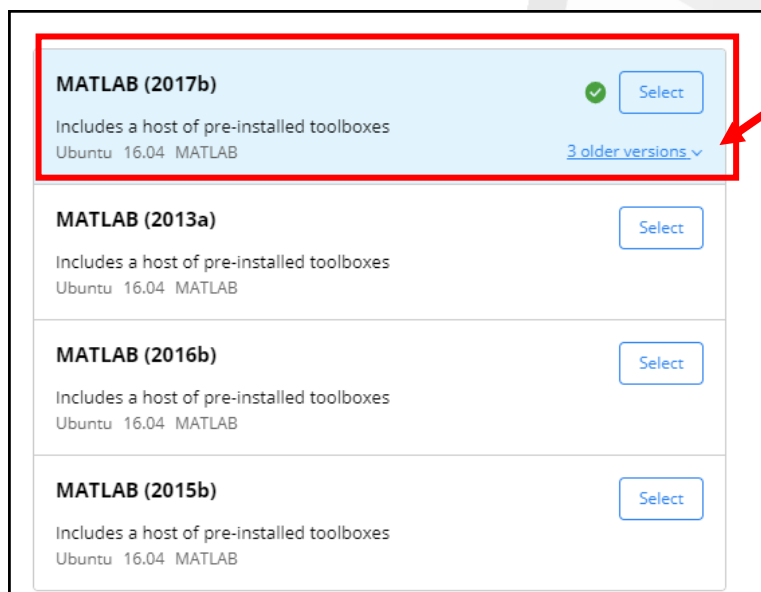 MATLAB (2017b)
Select
Includes a host of pre-installed toolboxes
Ubuntu 16.04 MATLAB
3 older versions
MATLAB (2013a)
Select
Includes a host of pre-installed toolboxes
Ubuntu 16.04 MATLAB
MATLAB (2016b)
Select
Includes a host of pre-installed toolboxes
Ubuntu 16.04 MATLAB
MATLAB (2015b)
Select
Includes a host of pre-installed toolboxes
Ubuntu 16.04 MATLAB